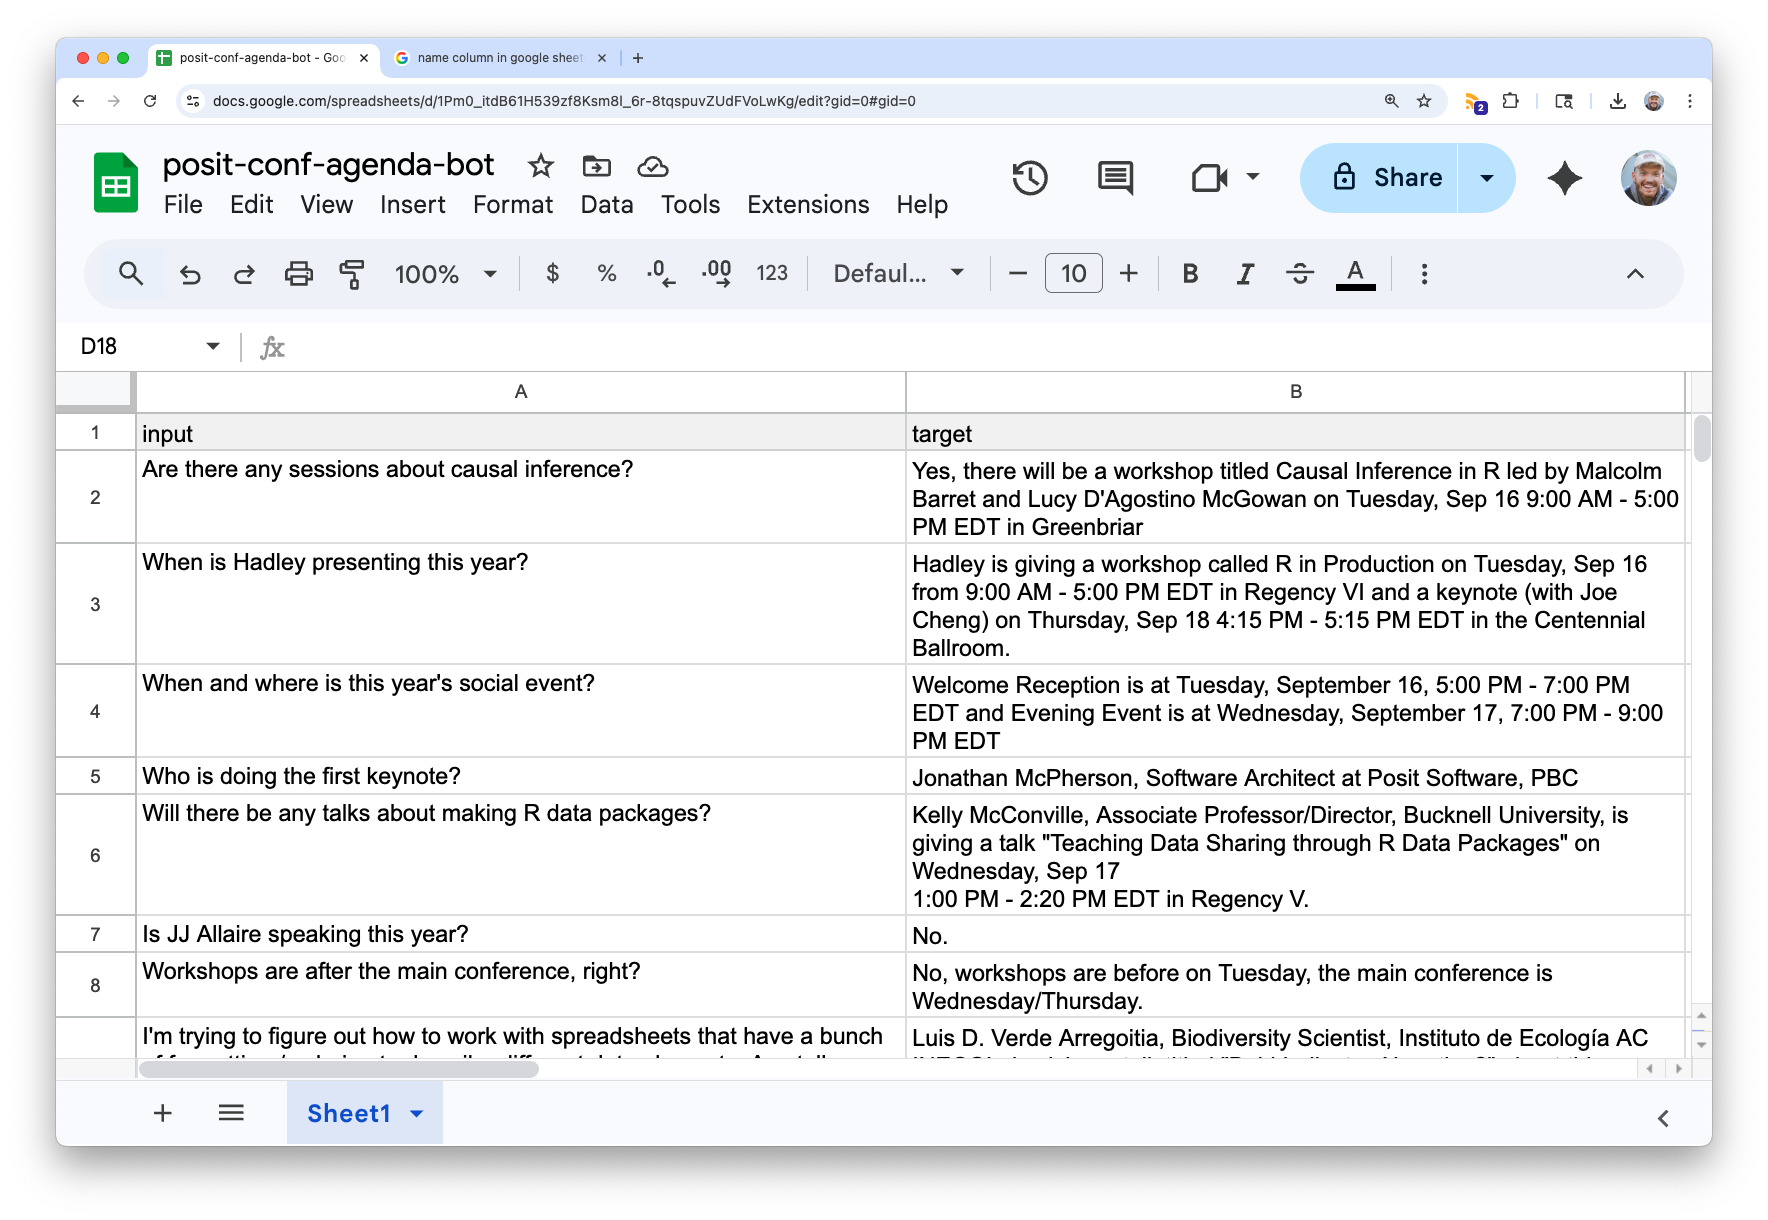 posit-conf-agenda-bot - Goo
name column in google sheet
docs.google.com/spreadsheets/d/1Pm0_itdB61H539zf8Ksm8I_6r-8tqspuvZUdFVoLwKg/edit?gid=0#gid=0
2
posit-conf-agenda-bot
File Edit View Insert Format Data Tools Extensions Help
Share
100% $ % .0 .00 123 Defaul... 10 B I S A
D18 fx
A B
1 input target
2 Are there any sessions about causal inference? Yes, there will be a workshop titled Causal Inference in R led by Malcolm
Barret and Lucy D'Agostino McGowan on Tuesday, Sep 16 9:00 AM - 5:00
PM EDT in Greenbriar
3 When is Hadley presenting this year? Hadley is giving a workshop called R in Production on Tuesday, Sep 16
from 9:00 AM - 5:00 PM EDT in Regency VI and a keynote (with Joe
Cheng) on Thursday, Sep 18 4:15 PM - 5:15 PM EDT in the Centennial
Ballroom.
4 When and where is this year's social event? Welcome Reception is at Tuesday, September 16, 5:00 PM - 7:00 PM
EDT and Evening Event is at Wednesday, September 17, 7:00 PM - 9:00
PM EDT
5 Who is doing the first keynote? Jonathan McPherson, Software Architect at Posit Software, PBC
6 Will there be any talks about making R data packages? Kelly McConville, Associate Professor/Director, Bucknell University, is
giving a talk "Teaching Data Sharing through R Data Packages" on
Wednesday, Sep 17
1:00 PM - 2:20 PM EDT in Regency V.
7 Is JJ Allaire speaking this year? No.
8 Workshops are after the main conference, right? No, workshops are before on Tuesday, the main conference is
Wednesday/Thursday.
I'm trying to figure out how to work with spreadsheets that have a bunch Luis D. Verde Arregoitia, Biodiversity Scientist, Instituto de Ecología AC
Sheet1